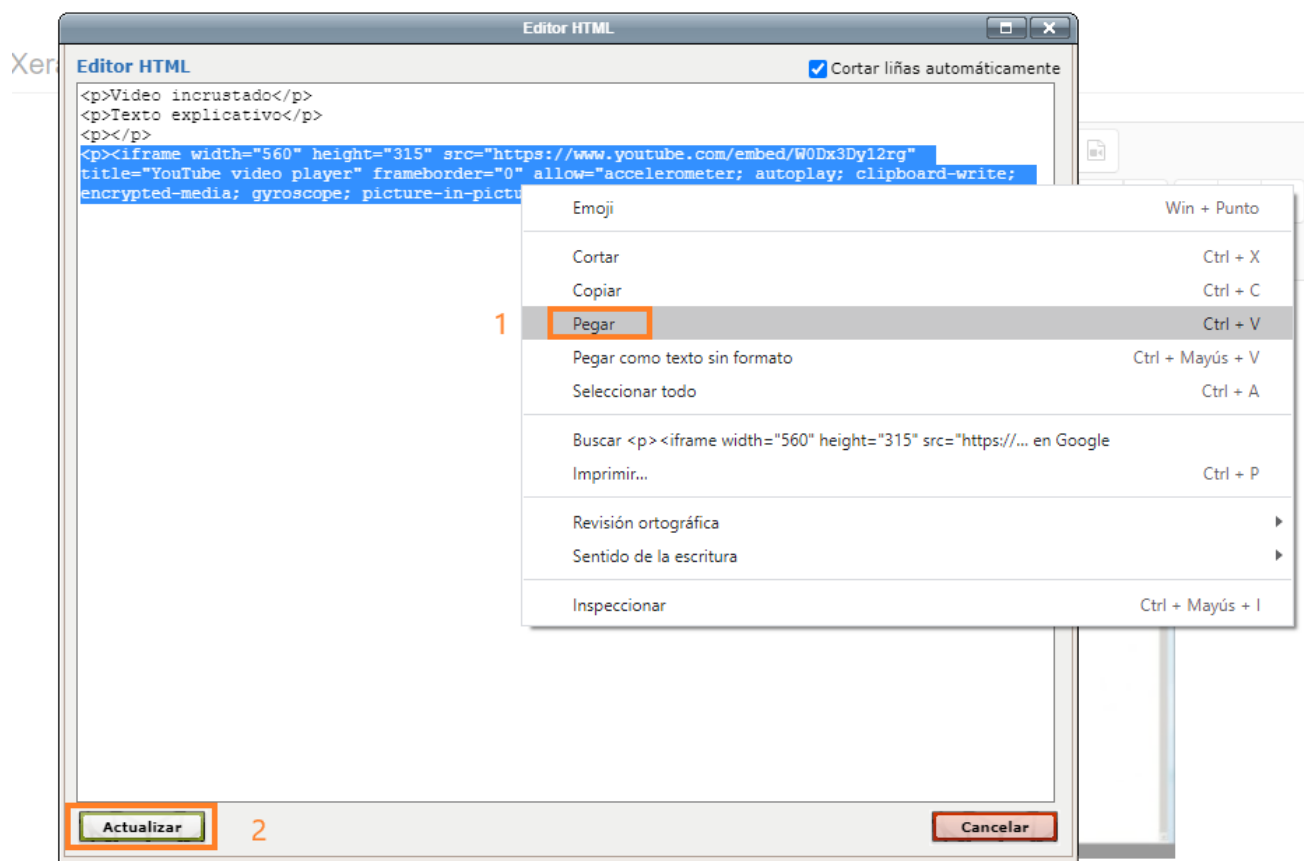 Editor HTML
Xer
Editor HTML
Cortar liñas automáticamente
<p>Video incrustado</p>
<p>Texto explicativo</p>
<p></p>
<p><iframe width="560" height="315" src="https://www.youtube.com/embed/W0Dx3Dy12rg"
title="YouTube video player" frameborder="0" allow="accelerometer; autoplay; clipboard-write;
encrypted-media; gyroscope; picture-in-pictu
Emoji Win + Punto
Cortar Ctrl + X
Copiar Ctrl + C
1 Pegar Ctrl + V
Pegar como texto sin formato Ctrl + Mayús + V
Seleccionar todo Ctrl + A
Buscar <p><iframe width="560" height="315" src="https://... en Google
Imprimir... Ctrl + P
Revisión ortográfica
Sentido de la escritura
Inspeccionar Ctrl + Mayús + I
Actualizar 2 Cancelar